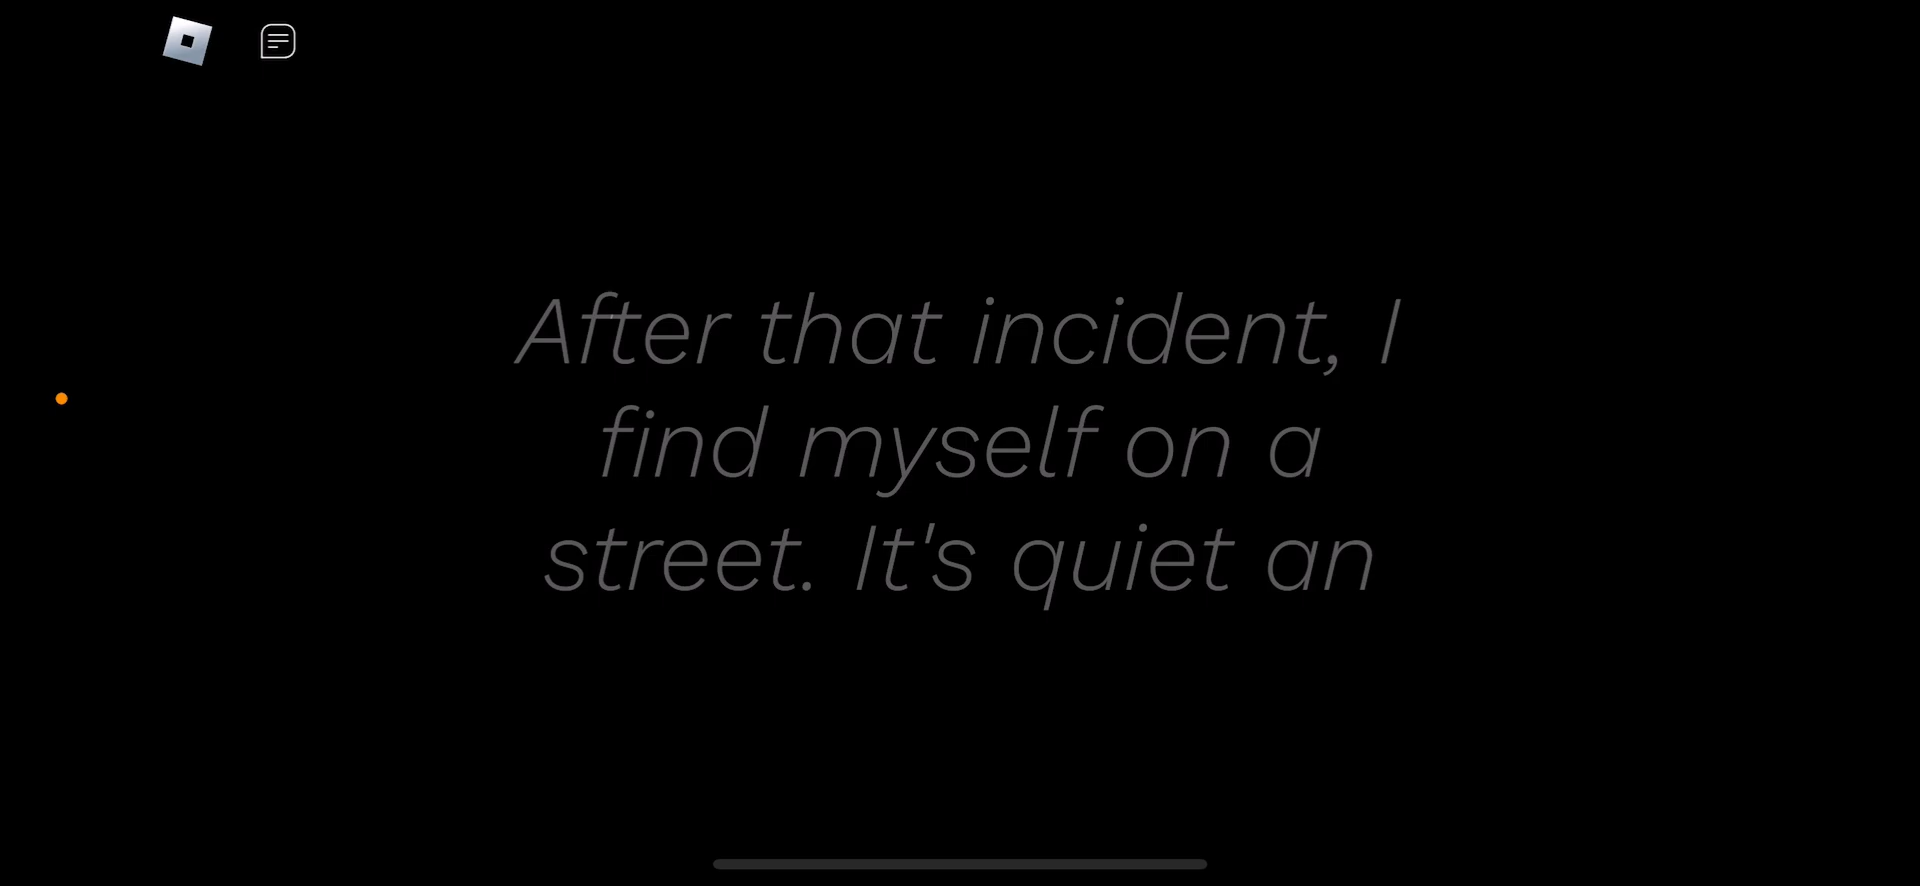 After that incident, I
find myself on a
street. It's quiet an